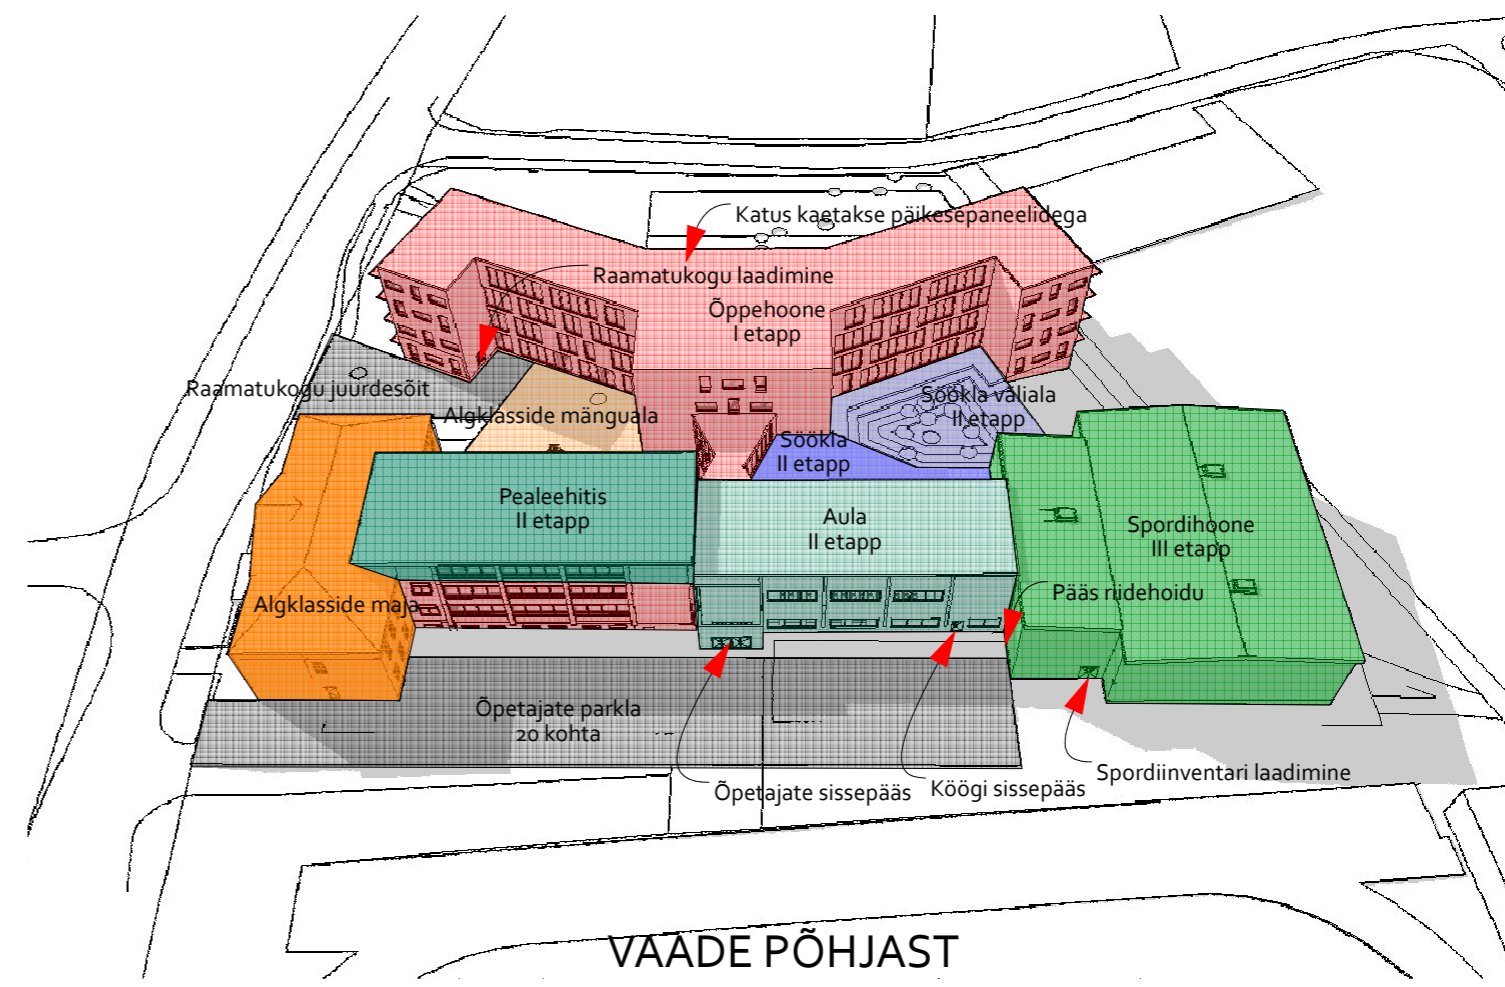 Katus kaetakse päikesepaneelidega
Raamatukogu laadimine
Õppehoone
I etapp
Raamatukogu juurdesõit
Algklasside mänguala
Söökla väliala
II etapp
Söökla
II etapp
Pealeehitis
II etapp
Aula
II etapp
Spordihoone
III etapp
Algklasside maja
Pääs riidehoidu
Õpetajate parkla
20 kohta
Õpetajate sissepääs
Köögi sissepääs
Spordiinventari laadimine
VAADE PÕHJAST